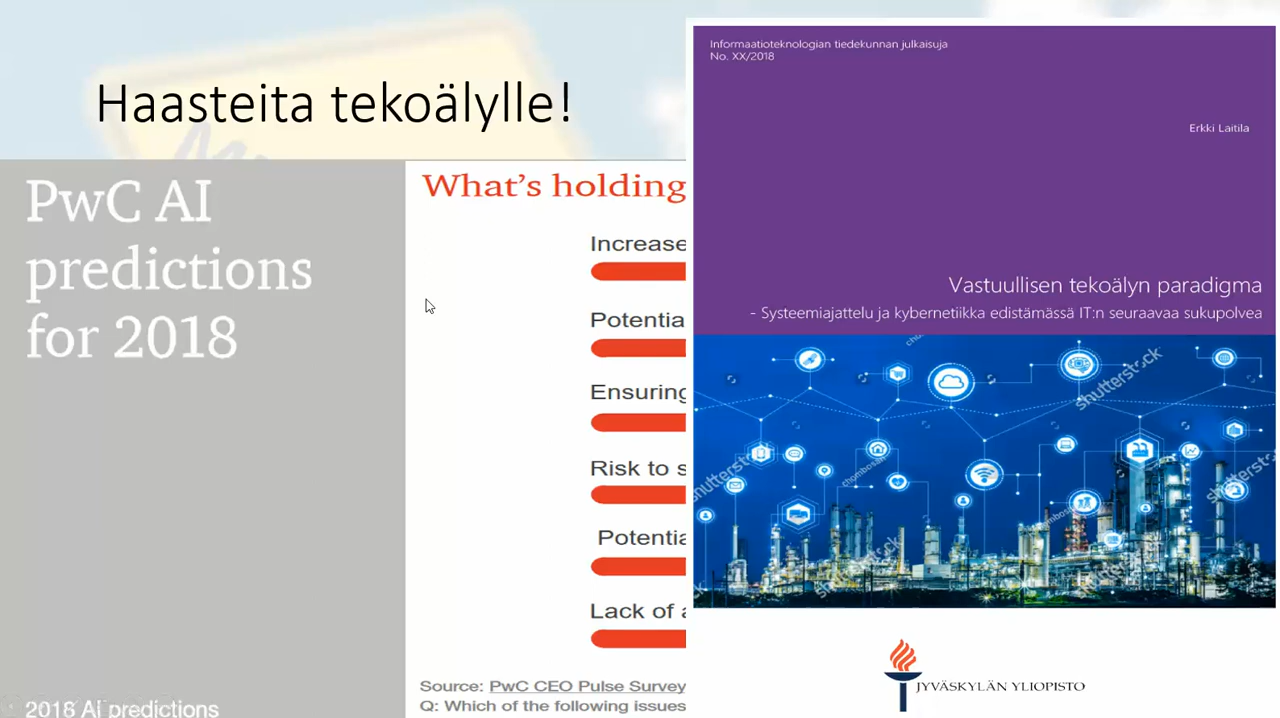 Haasteita tekoälylle!
PwC AI
predictions
for 2018
2018 AI predictions
What's holding
Increase
Potentia
Ensuring
Risk to s
Potentia
Lack of a
Source: PwC CEO Pulse Survey
Q: Which of the following issues
Informaatioteknologian tiedekunnan julkaisuja
No. XX/2018
Erkki Laitila
Vastuullisen tekoälyn paradigma
- Systeemiajattelu ja kybernetiikka edistämässä IT:n seuraavaa sukupolvea
shutterstock
chombosan
JYVÄSKYLÄN YLIOPISTO